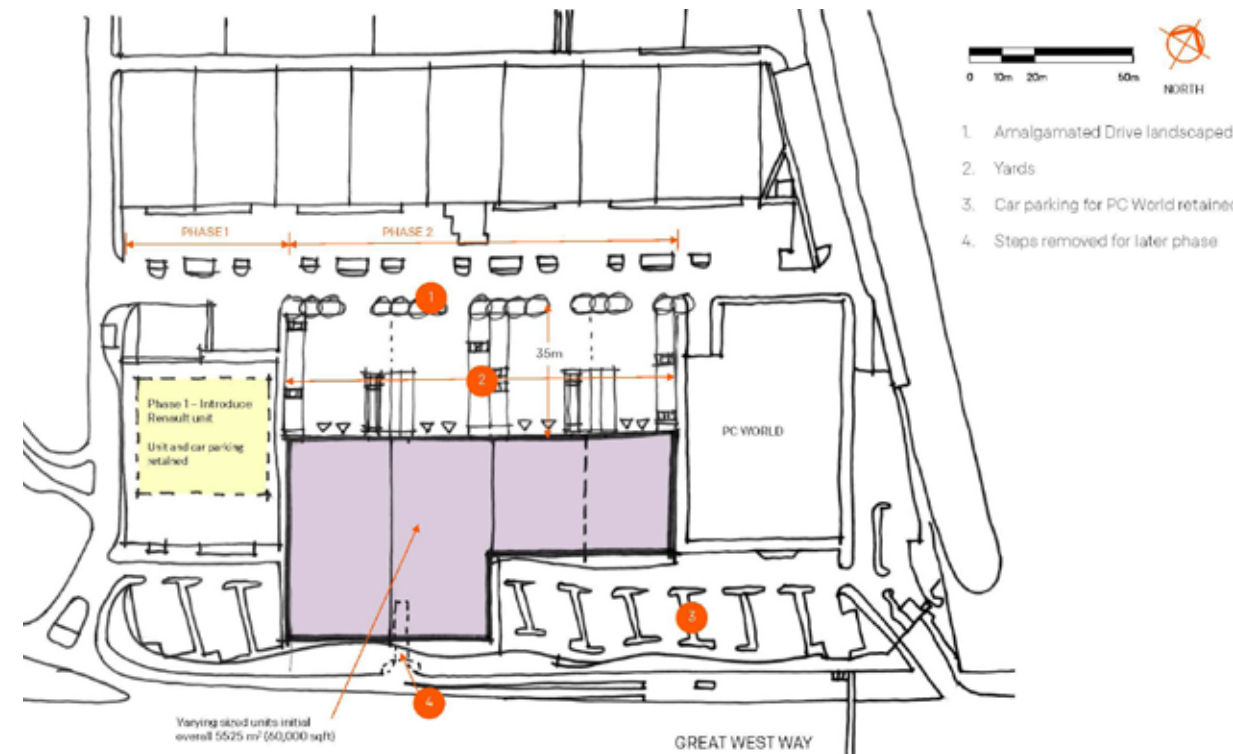 0 10m 20m 50m
NORTH
1. Amalgamated Drive landscaped
2. Yards
3. Car parking for PC World retained
4. Steps removed for later phase
PHASE 1
PHASE 2
1
35m
2
Phase 1 – Introduce
Renault unit
Unit and car parking
retained
PC WORLD
3
4
Varying sized units initial
overall 5525 m² (60,000 sqft)
GREAT WEST WAY